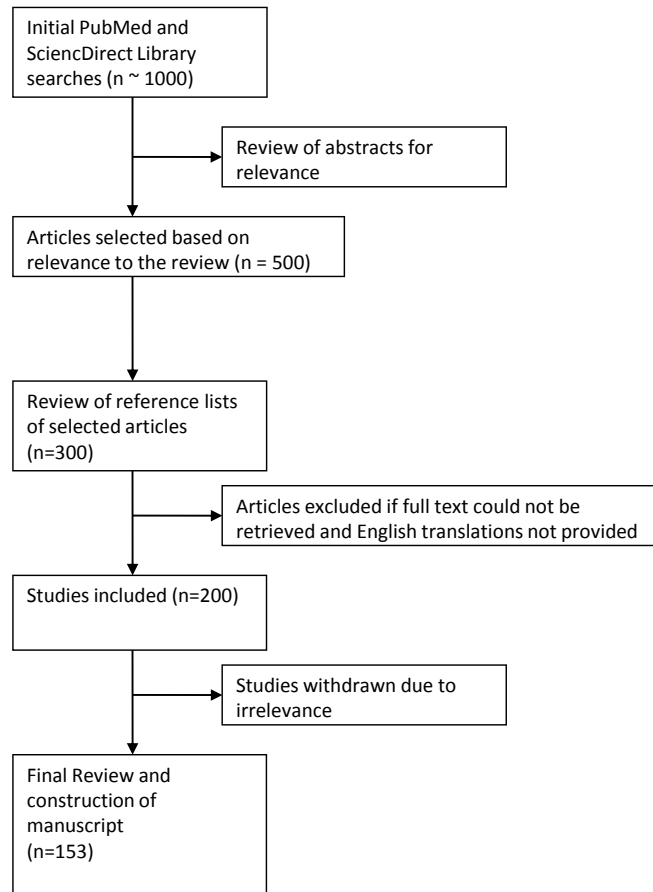 Initial PubMed and
SciencDirect Library
searches (n ~ 1000)
Review of abstracts for
relevance
Articles selected based on
relevance to the review (n = 500)
Review of reference lists
of selected articles
(n=300)
Articles excluded if full text could not be
retrieved and English translations not provided
Studies included (n=200)
Studies withdrawn due to
irrelevance
Final Review and
construction of
manuscript
(n=153)